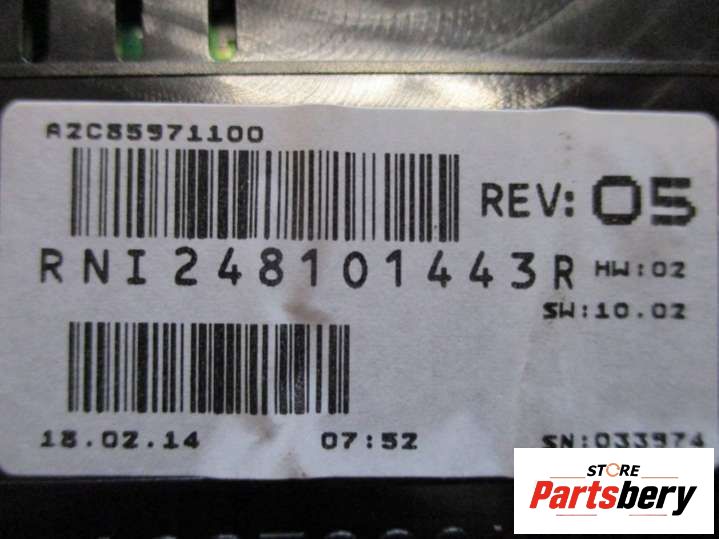 A2C85971100
REV: 05
RNI 248101443R HW:02
SW:10.02
18.02.14 07:52 SN:033974
STORE
Partsbery